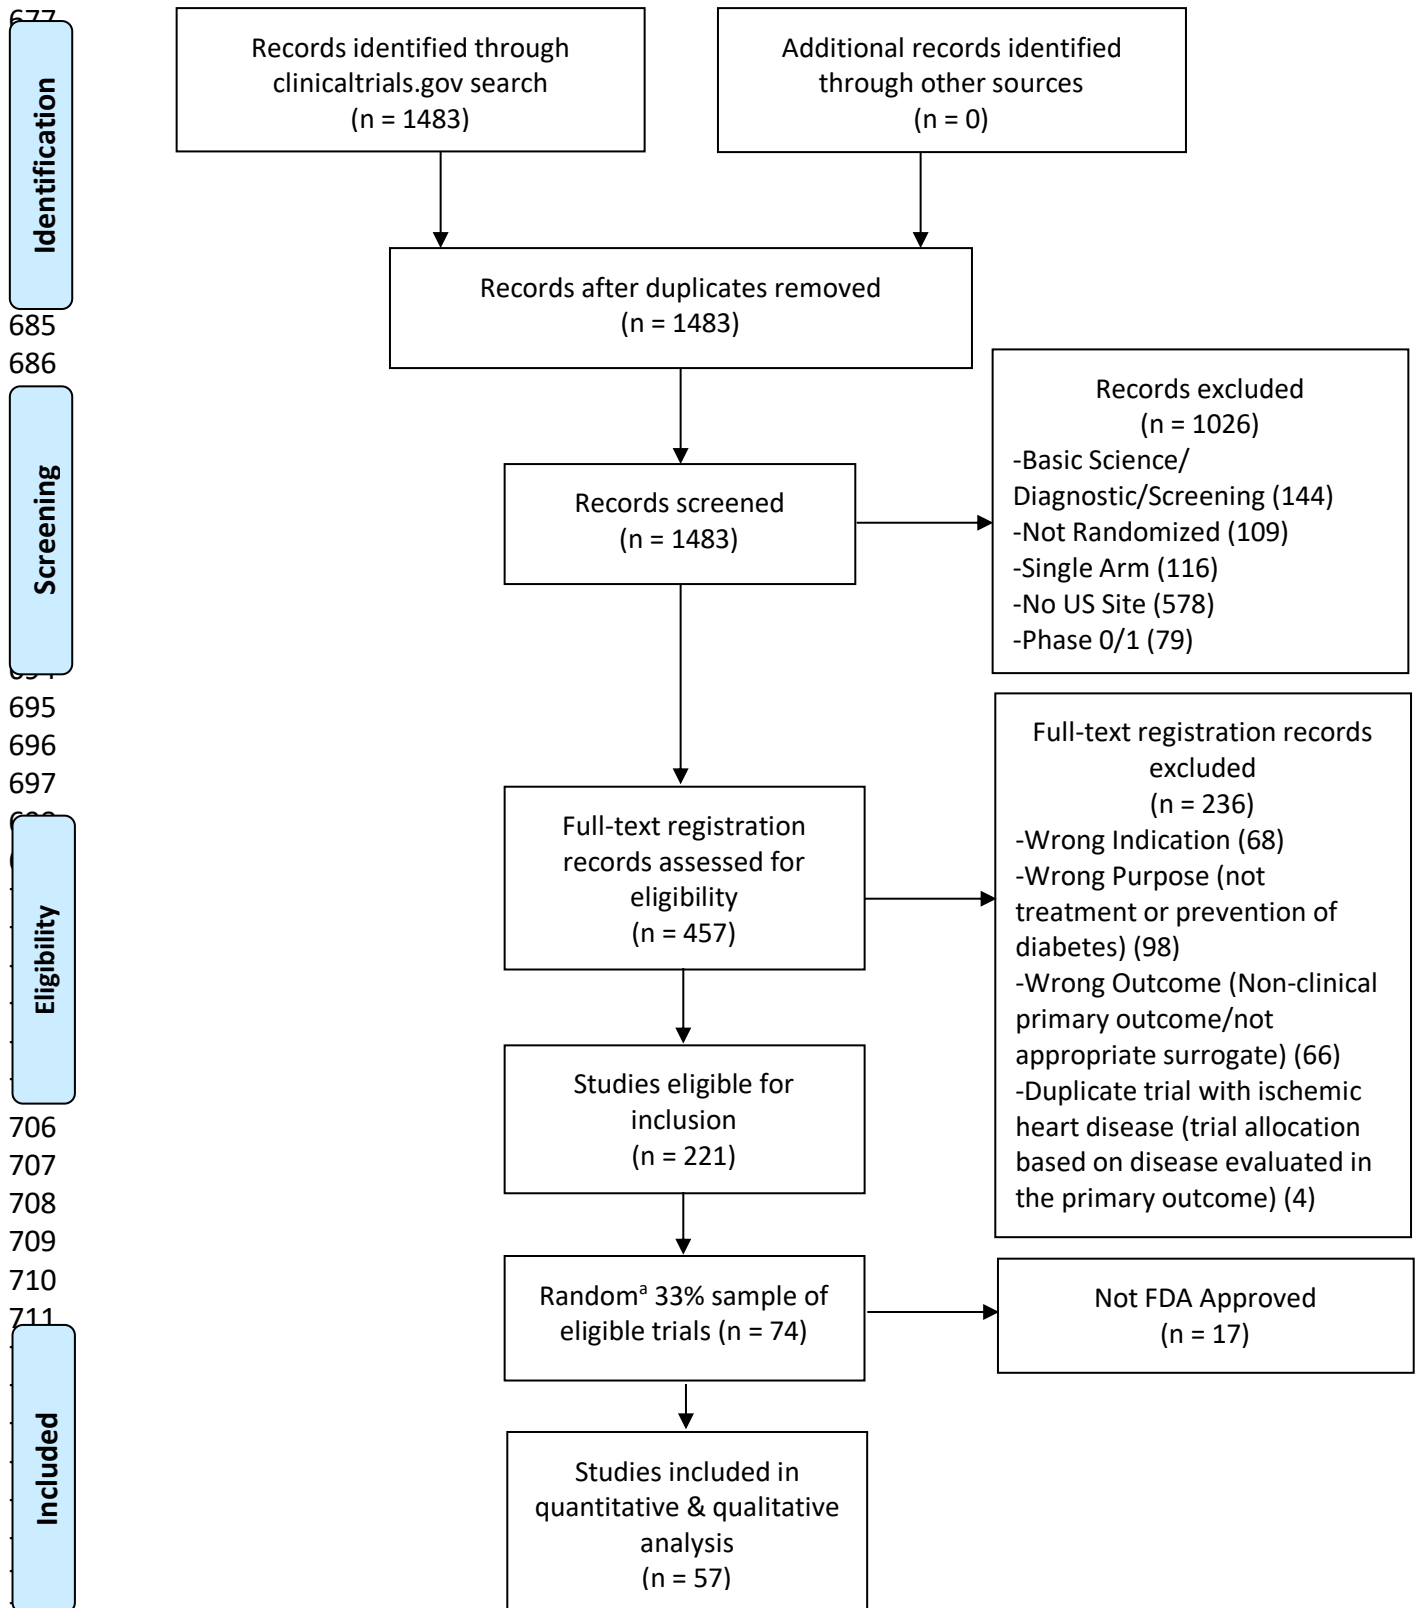 677
Identification
Records identified through
clinicaltrials.gov search
(n = 1483)
Additional records identified
through other sources
(n = 0)
Records after duplicates removed
(n = 1483)
685
686
Screening
Records screened
(n = 1483)
Records excluded
(n = 1026)
-Basic Science/
Diagnostic/Screening (144)
-Not Randomized (109)
-Single Arm (116)
-No US Site (578)
-Phase 0/1 (79)
695
696
697
Eligibility
Full-text registration
records assessed for
eligibility
(n = 457)
Full-text registration records
excluded
(n = 236)
-Wrong Indication (68)
-Wrong Purpose (not
treatment or prevention of
diabetes) (98)
-Wrong Outcome (Non-clinical
primary outcome/not
appropriate surrogate) (66)
-Duplicate trial with ischemic
heart disease (trial allocation
based on disease evaluated in
the primary outcome) (4)
Studies eligible for
inclusion
(n = 221)
706
707
708
709
710
711
Random^a 33% sample of
eligible trials (n = 74)
Not FDA Approved
(n = 17)
Included
Studies included in
quantitative & qualitative
analysis
(n = 57)